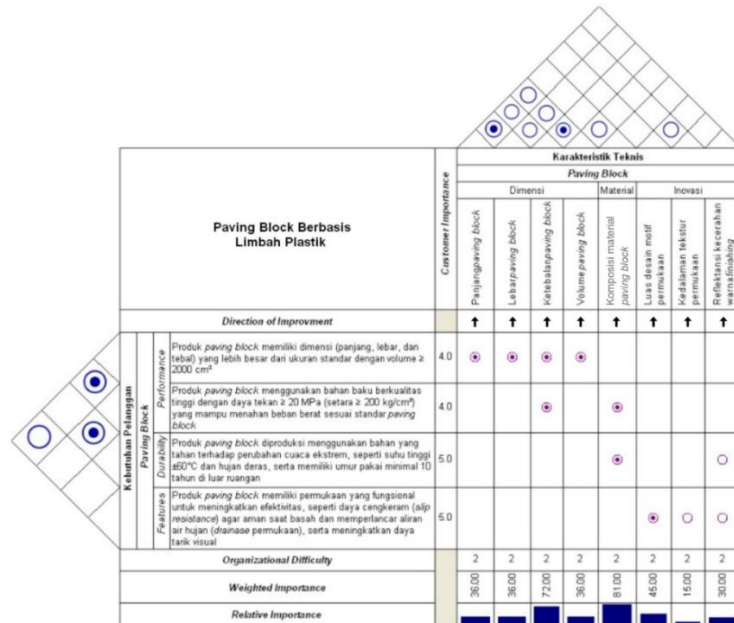 Karakteristik Teknis
Paving Block
Dimensi
Material
Inovasi
Paving Block Berbasis
Limbah Plastik
Customer Importance
Panjangpaving block
Lebarpaving block
Ketebalanpaving block
Volumepaving block
Komposisi material
paving block
Luas desain motif
permukaan
Kedalaman tekstur
permukaan
Reflektansi kecerahan
warnafinishing
Direction of Improvment
Kebutuhan Pelanggan
Paving Block
Performance
Produk paving block memiliki dimensi (panjang, lebar, dan
tebal) yang lebih besar dari ukuran standar dengan volume ≥
2000 cm³
4.0
Produk paving block menggunakan bahan baku berkualitas
tinggi dengan daya tekan ≥ 20 MPa (setara ≥ 200 kg/cm²)
yang mampu menahan beban berat sesuai standar paving
block
4.0
Durability
Produk paving block diproduksi menggunakan bahan yang
tahan terhadap perubahan cuaca ekstrem, seperti suhu tinggi
±60°C dan hujan deras, serta memiliki umur pakai minimal 10
tahun di luar ruangan
5.0
Features
Produk paving block memiliki permukaan yang fungsional
untuk meningkatkan efektivitas, seperti daya cengkeram (slip
resistance) agar aman saat basah dan memperlancar aliran
air hujan (drainase permukaan), serta meningkatkan daya
tarik visual
5.0
Organizational Difficulty
2 2 2 2 2 2 2 2
Weighted Importance
36.00 36.00 72.00 36.00 81.00 45.00 15.00 30.00
Relative Importance